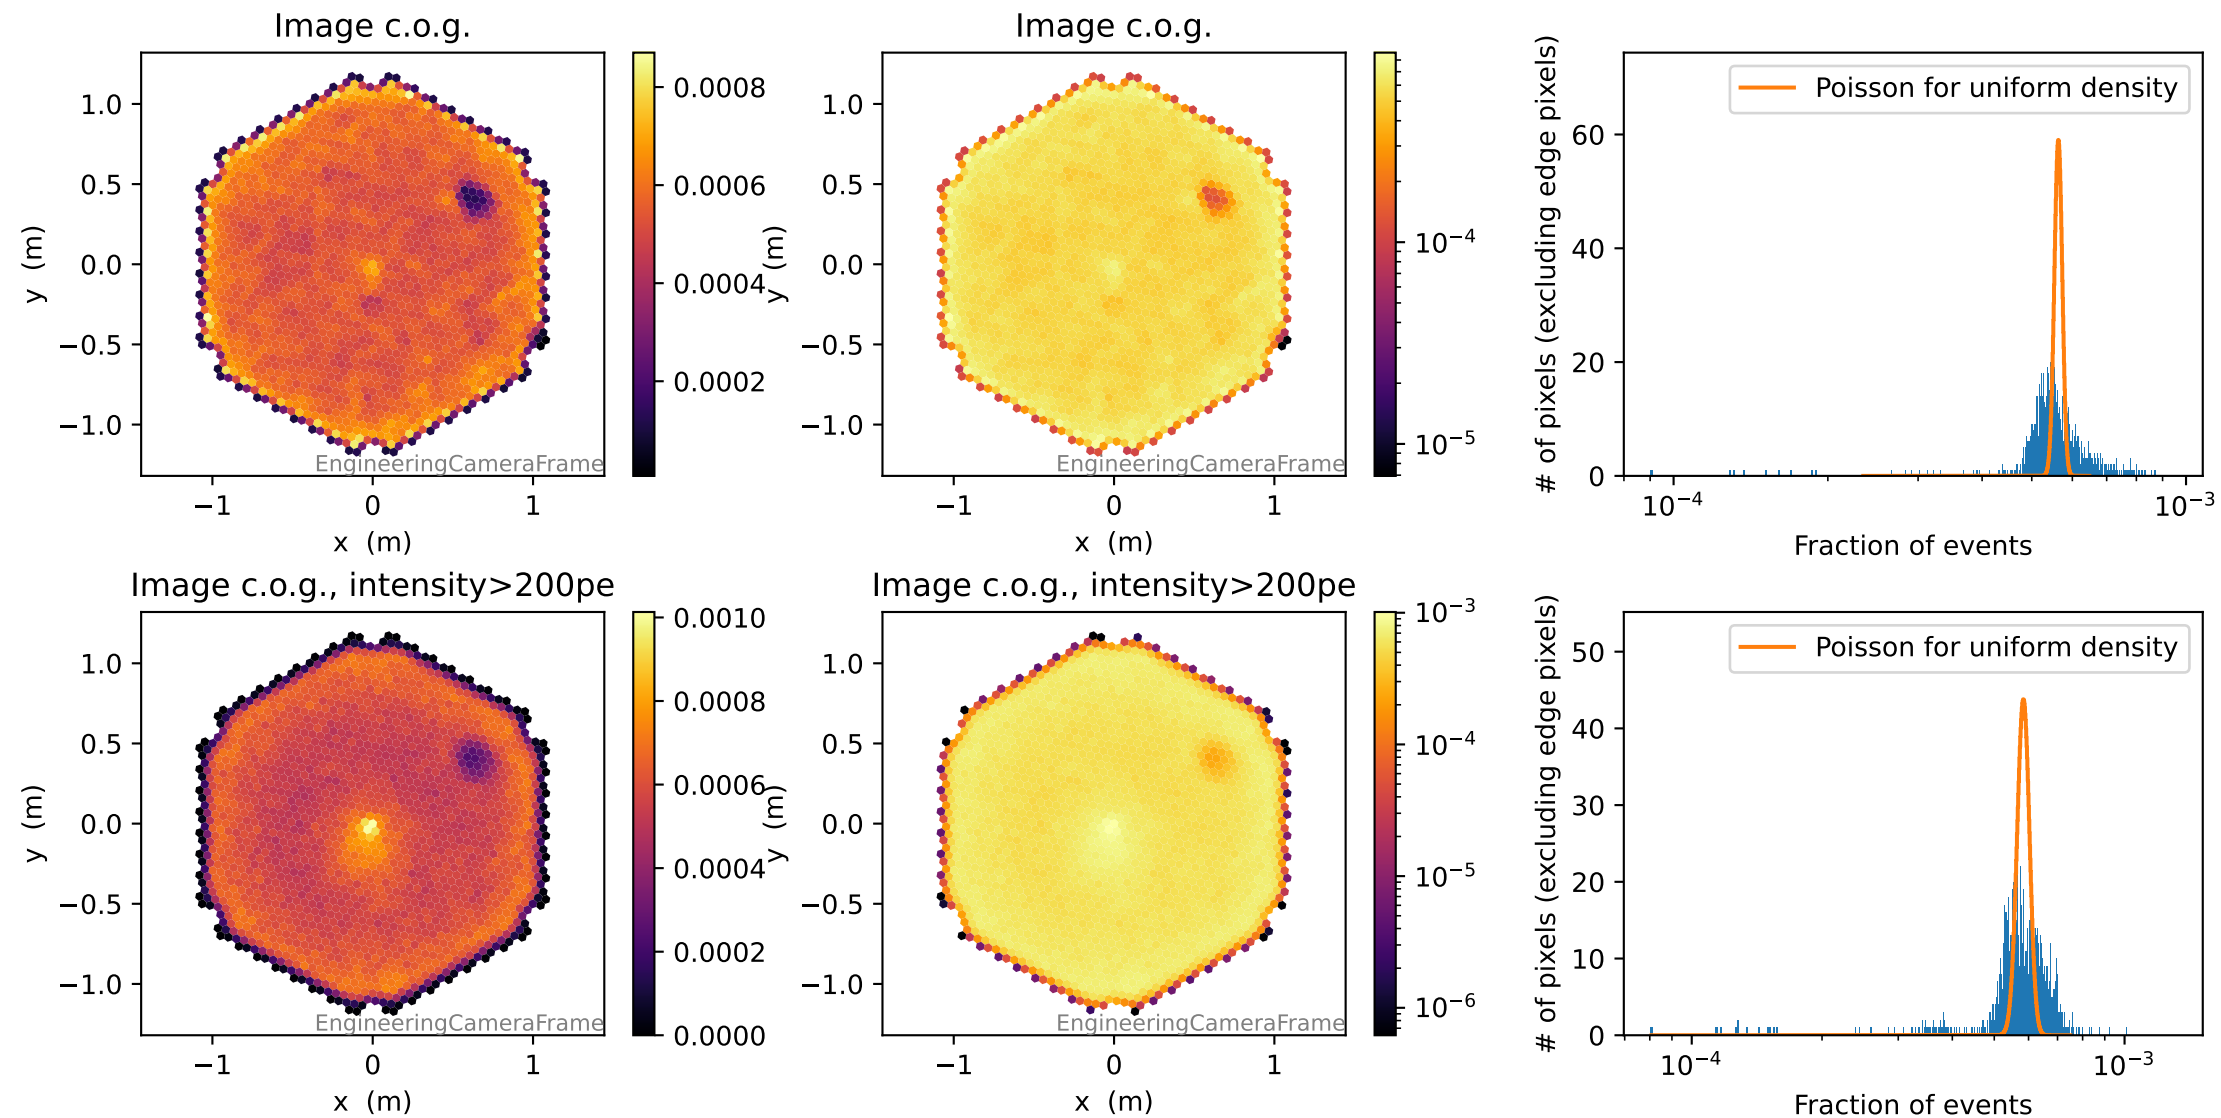 Image c.o.g.
1.0
0.5
0.0
−0.5
−1.0
y (m)
−1
0
1
x (m)
EngineeringCameraFrame
0.0008
0.0006
0.0004
0.0002
Image c.o.g.
1.0
0.5
0.0
−0.5
−1.0
y (m)
−1
0
1
x (m)
EngineeringCameraFrame
10⁻⁴
10⁻⁵
# of pixels (excluding edge pixels)
60
40
20
0
Poisson for uniform density
10⁻⁴
10⁻³
Fraction of events
Image c.o.g., intensity>200pe
1.0
0.5
0.0
−0.5
−1.0
y (m)
−1
0
1
x (m)
EngineeringCameraFrame
0.0010
0.0008
0.0006
0.0004
0.0002
0.0000
Image c.o.g., intensity>200pe
1.0
0.5
0.0
−0.5
−1.0
y (m)
−1
0
1
x (m)
EngineeringCameraFrame
10⁻³
10⁻⁴
10⁻⁵
10⁻⁶
# of pixels (excluding edge pixels)
50
40
30
20
10
0
Poisson for uniform density
10⁻⁴
10⁻³
Fraction of events